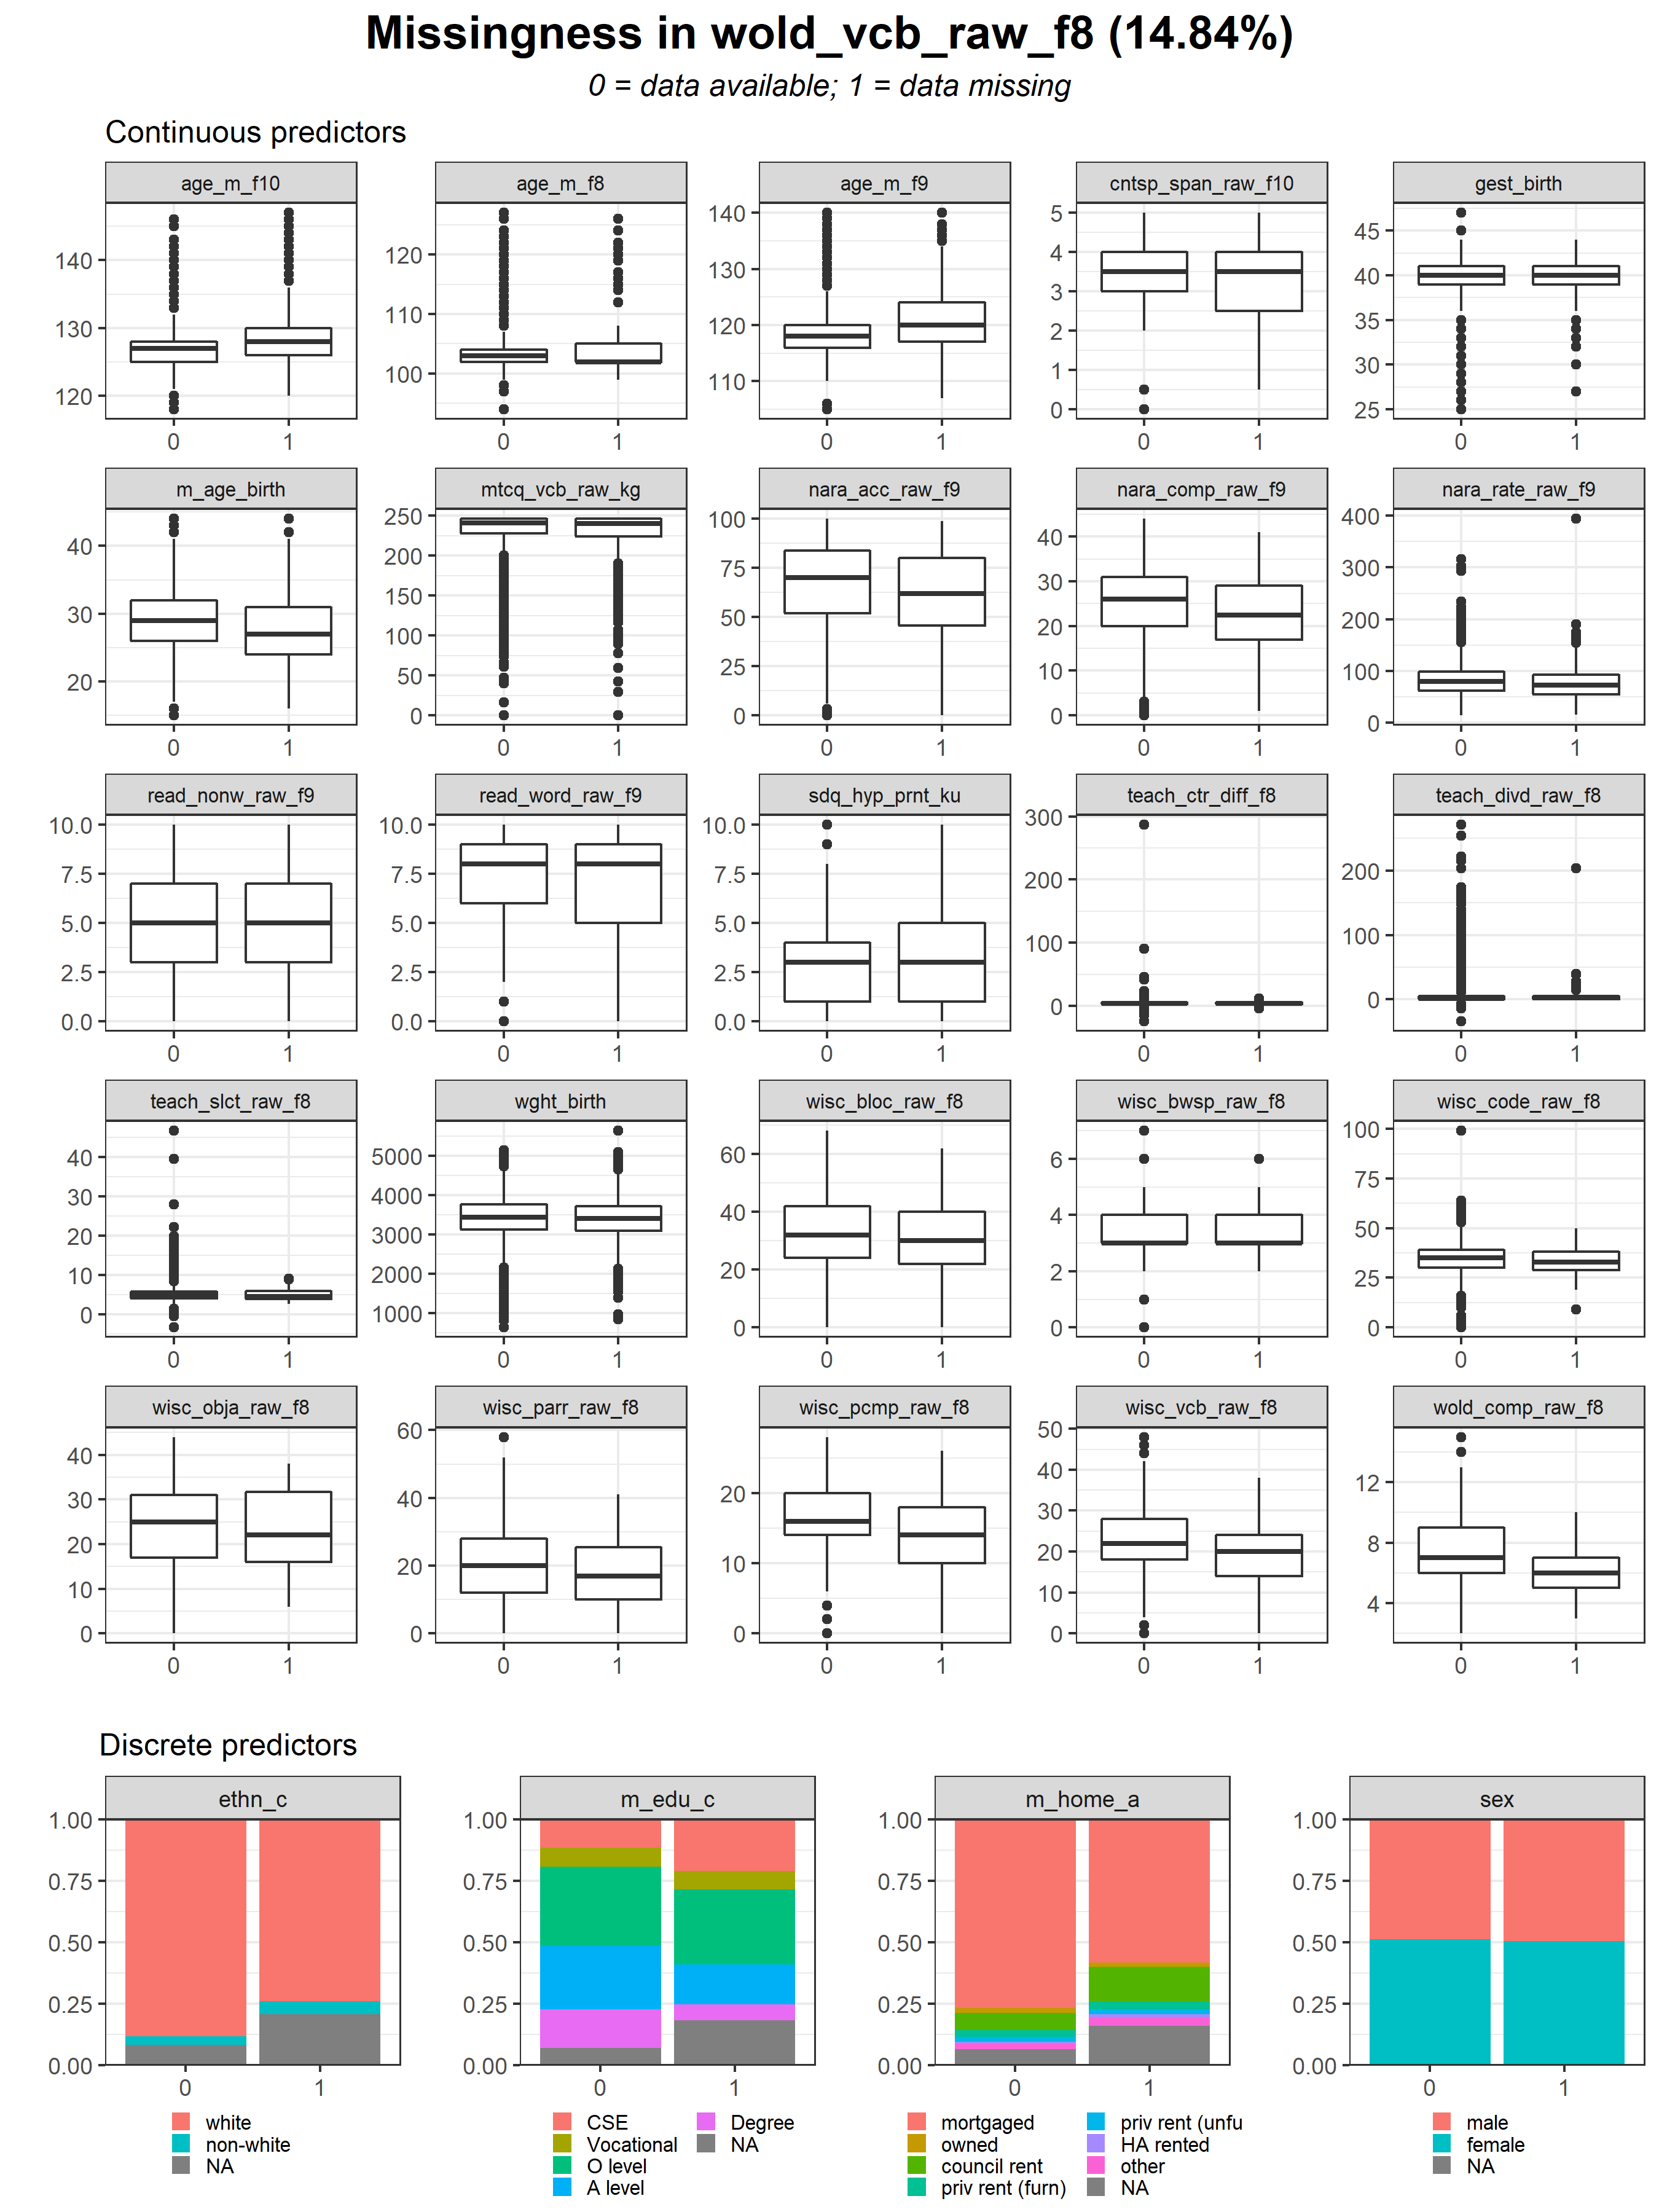 Missingness in wold_vcb_raw_f8 (14.84%)
0 = data available; 1 = data missing
Continuous predictors
age_m_f10 age_m_f8 age_m_f9 cntsp_span_raw_f10 gest_birth
140 130 120
120 110 100
140 130 120 110
5 4 3 2 1 0
45 40 35 30 25
0 1 0 1 0 1 0 1 0 1
m_age_birth mtcq_vcb_raw_kg nara_acc_raw_f9 nara_comp_raw_f9 nara_rate_raw_f9
40 30 20
250 200 150 100 50 0
100 75 50 25 0
40 30 20 10 0
400 300 200 100 0
0 1 0 1 0 1 0 1 0 1
read_nonw_raw_f9 read_word_raw_f9 sdq_hyp_prnt_ku teach_ctr_diff_f8 teach_divd_raw_f8
10.0 7.5 5.0 2.5 0.0
10.0 7.5 5.0 2.5 0.0
10.0 7.5 5.0 2.5 0.0
300 200 100 0
200 100 0
0 1 0 1 0 1 0 1 0 1
teach_slct_raw_f8 wght_birth wisc_bloc_raw_f8 wisc_bwsp_raw_f8 wisc_code_raw_f8
40 30 20 10 0
5000 4000 3000 2000 1000
60 40 20 0
6 4 2 0
100 75 50 25 0
0 1 0 1 0 1 0 1 0 1
wisc_obja_raw_f8 wisc_parr_raw_f8 wisc_pcmp_raw_f8 wisc_vcb_raw_f8 wold_comp_raw_f8
40 30 20 10 0
60 40 20 0
20 10 0
50 40 30 20 10 0
12 8 4
0 1 0 1 0 1 0 1 0 1
Discrete predictors
ethn_c m_edu_c m_home_a sex
1.00 0.75 0.50 0.25 0.00
1.00 0.75 0.50 0.25 0.00
1.00 0.75 0.50 0.25 0.00
1.00 0.75 0.50 0.25 0.00
0 1 0 1 0 1 0 1
white
non-white
NA
CSE
Vocational
O level
A level
Degree
NA
mortgaged
owned
council rent
priv rent (furn)
priv rent (unfu
HA rented
other
NA
male
female
NA